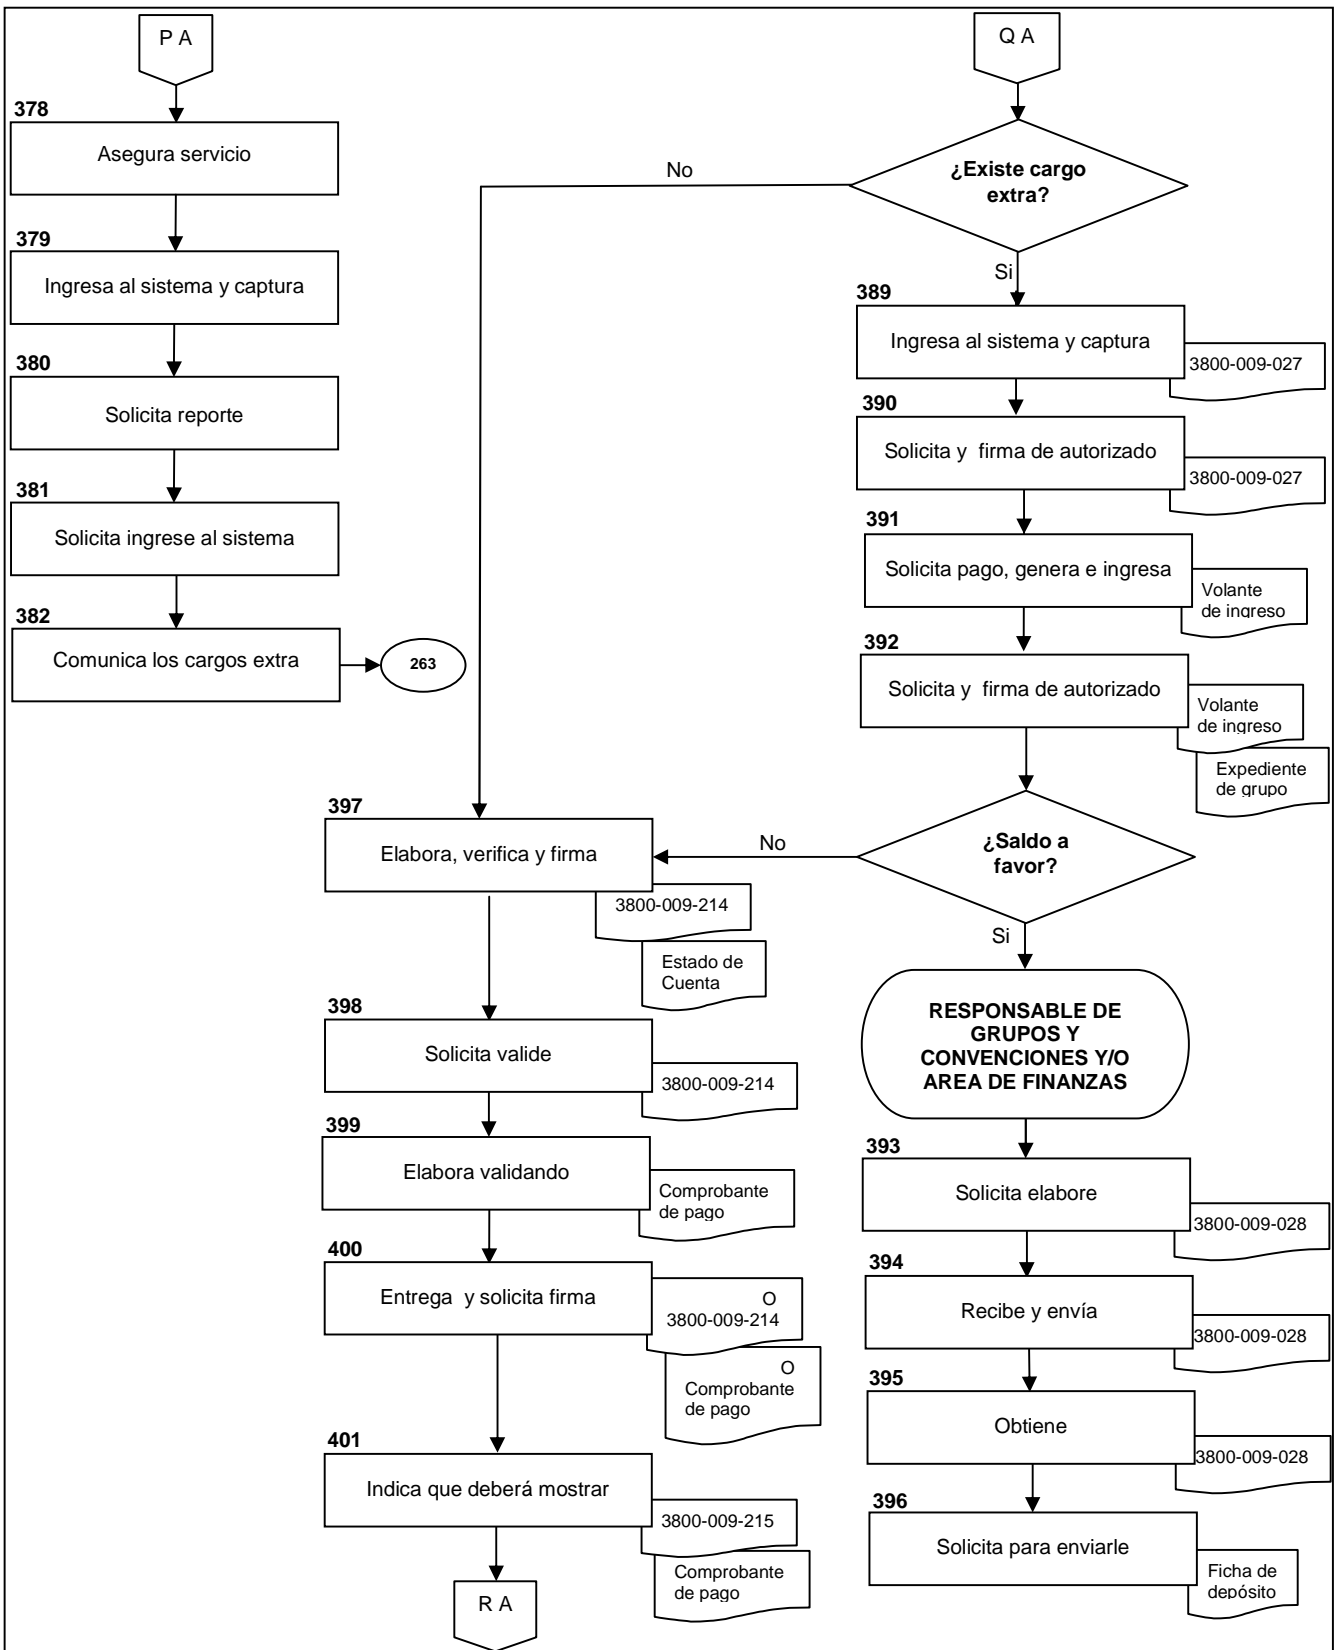 P A
378
Asegura servicio
379
Ingresa al sistema y captura
380
Solicita reporte
381
Solicita ingrese al sistema
382
Comunica los cargos extra
263
Q A
¿Existe cargo
extra?
No
Si
389
Ingresa al sistema y captura
3800-009-027
390
Solicita y firma de autorizado
3800-009-027
391
Solicita pago, genera e ingresa
Volante
de ingreso
392
Solicita y firma de autorizado
Volante
de ingreso
Expediente
de grupo
¿Saldo a
favor?
No
Si
RESPONSABLE DE
GRUPOS Y
CONVENCIONES Y/O
AREA DE FINANZAS
393
Solicita elabore
3800-009-028
394
Recibe y envía
3800-009-028
395
Obtiene
3800-009-028
396
Solicita para enviarle
Ficha de
depósito
397
Elabora, verifica y firma
3800-009-214
Estado de
Cuenta
398
Solicita valide
3800-009-214
399
Elabora validando
Comprobante
de pago
400
Entrega y solicita firma
O
3800-009-214
O
Comprobante
de pago
401
Indica que deberá mostrar
3800-009-215
Comprobante
de pago
R A